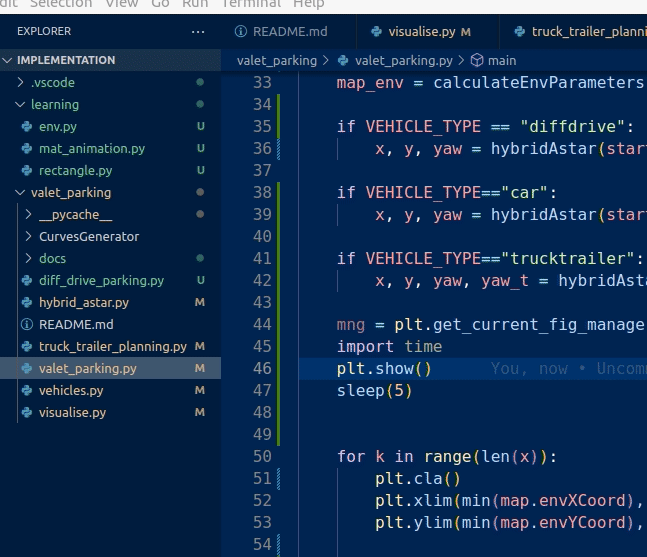 Selection View Go Run Terminal Help
EXPLORER ···
IMPLEMENTATION
.vscode
learning
env.py U
mat_animation.py U
rectangle.py U
valet_parking
__pycache__
CurvesGenerator
docs
diff_drive_parking.py U
hybrid_astar.py M
README.md
truck_trailer_planning.py M
valet_parking.py M
vehicles.py M
visualise.py M
README.md visualise.py M truck_trailer_planni
valet_parking > valet_parking.py > main
33 map_env = calculateEnvParameters
34
35 if VEHICLE_TYPE == "diffdrive":
36 x, y, yaw = hybridAstar(star
37
38 if VEHICLE_TYPE=="car":
39 x, y, yaw = hybridAstar(star
40
41 if VEHICLE_TYPE=="trucktrailer":
42 x, y, yaw, yaw_t = hybridAst
43
44 mng = plt.get_current_fig_manage
45 import time
46 plt.show() You, now • Uncomm
47 sleep(5)
48
49
50 for k in range(len(x)):
51 plt.cla()
52 plt.xlim(min(map.envXCoord),
53 plt.ylim(min(map.envYCoord),
54